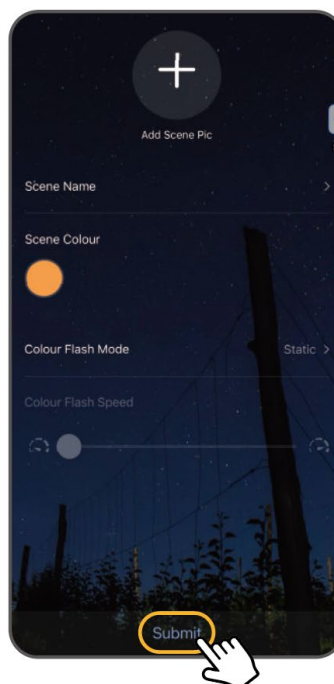 Add Scene Pic
Scene Name
Scene Colour
Colour Flash Mode Static
Colour Flash Speed
Submit